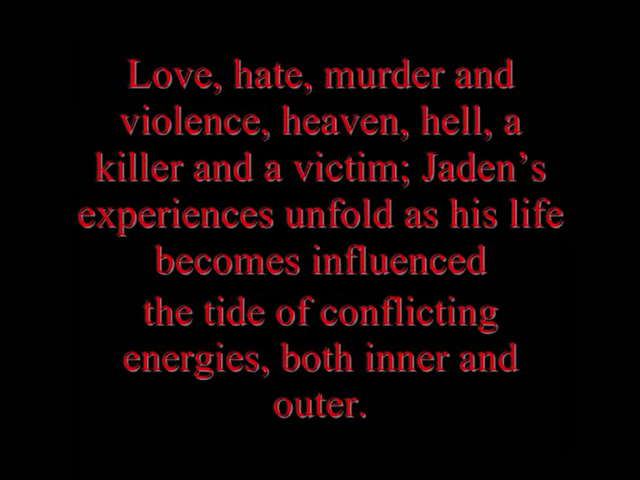 Love, hate, murder and
violence, heaven, hell, a
killer and a victim; Jaden’s
experiences unfold as his life
becomes influenced
the tide of conflicting
energies, both inner and
outer.